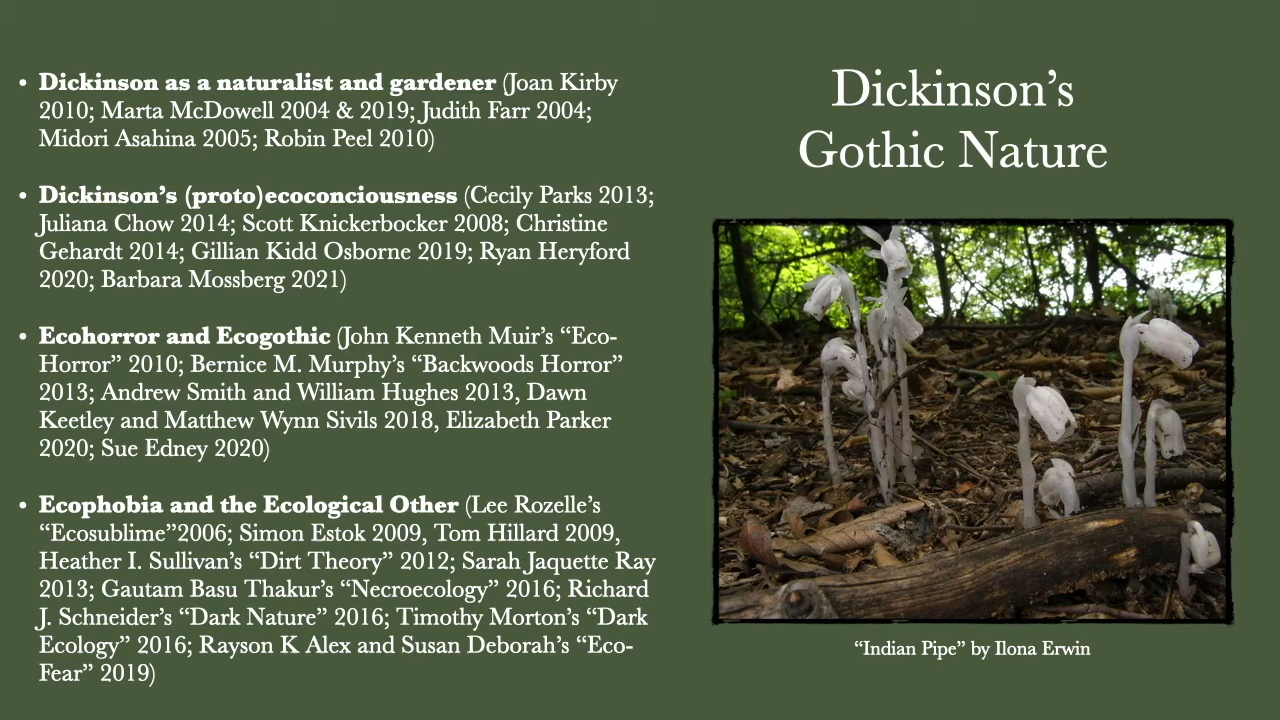 • Dickinson as a naturalist and gardener (Joan Kirby
2010; Marta McDowell 2004 & 2019; Judith Farr 2004;
Midori Asahina 2005; Robin Peel 2010)
• Dickinson’s (proto)ecoconciousness (Cecily Parks 2013;
Juliana Chow 2014; Scott Knickerbocker 2008; Christine
Gehardt 2014; Gillian Kidd Osborne 2019; Ryan Heryford
2020; Barbara Mossberg 2021)
• Ecohorror and Ecogothic (John Kenneth Muir’s “Eco-
Horror” 2010; Bernice M. Murphy’s “Backwoods Horror”
2013; Andrew Smith and William Hughes 2013, Dawn
Keetley and Matthew Wynn Sivils 2018, Elizabeth Parker
2020; Sue Edney 2020)
• Ecophobia and the Ecological Other (Lee Rozelle’s
“Ecosublime”2006; Simon Estok 2009, Tom Hillard 2009,
Heather I. Sullivan’s “Dirt Theory” 2012; Sarah Jaquette Ray
2013; Gautam Basu Thakur’s “Necroecology” 2016; Richard
J. Schneider’s “Dark Nature” 2016; Timothy Morton’s “Dark
Ecology” 2016; Rayson K Alex and Susan Deborah’s “Eco-
Fear” 2019)
Dickinson’s
Gothic Nature
“Indian Pipe” by Ilona Erwin